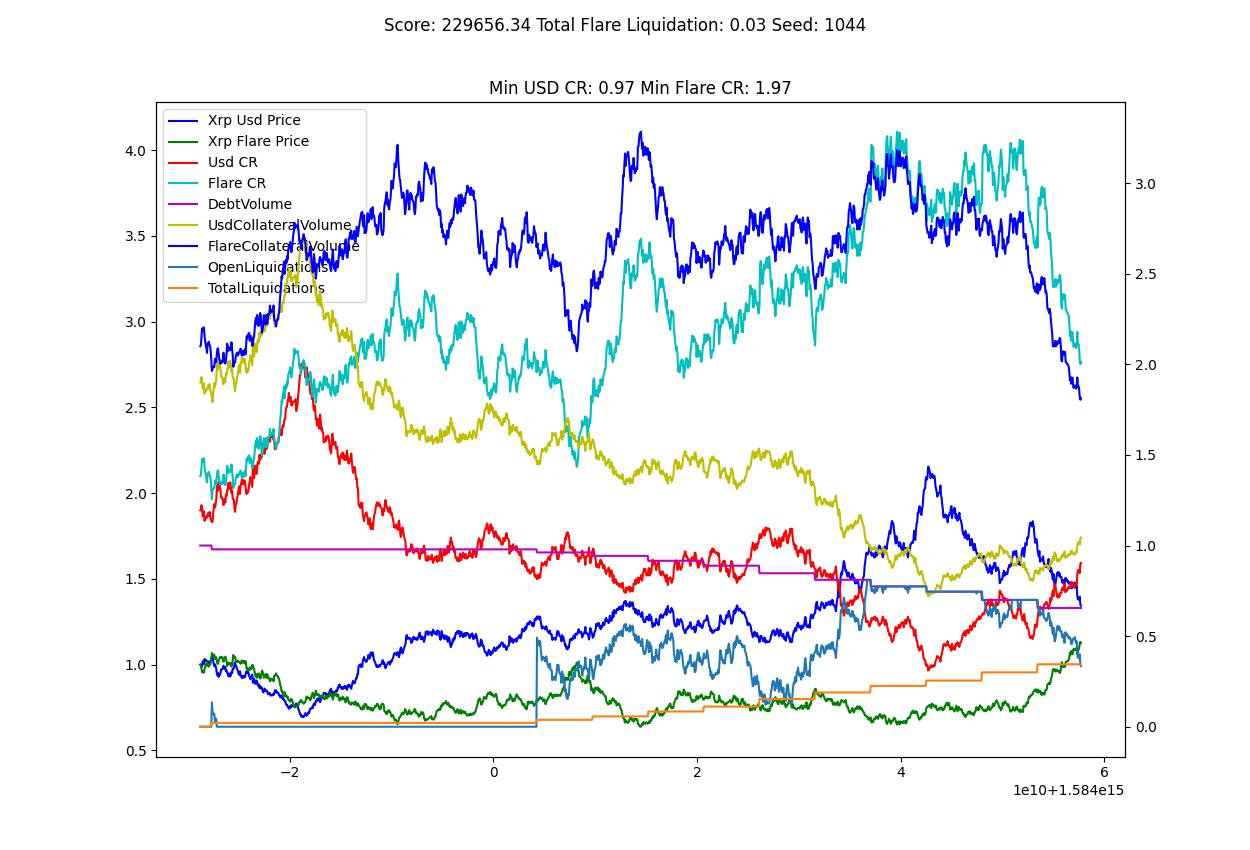 Score: 229656.34 Total Flare Liquidation: 0.03 Seed: 1044
Min USD CR: 0.97 Min Flare CR: 1.97
Xrp Usd Price
Xrp Flare Price
Usd CR
Flare CR
DebtVolume
UsdCollateralVolume
FlareCollateralVolume
OpenLiquidations
TotalLiquidations
4.0
3.5
3.0
2.5
2.0
1.5
1.0
0.5
3.0
2.5
2.0
1.5
1.0
0.5
0.0
−2 0 2 4 6
1e10+1.584e15